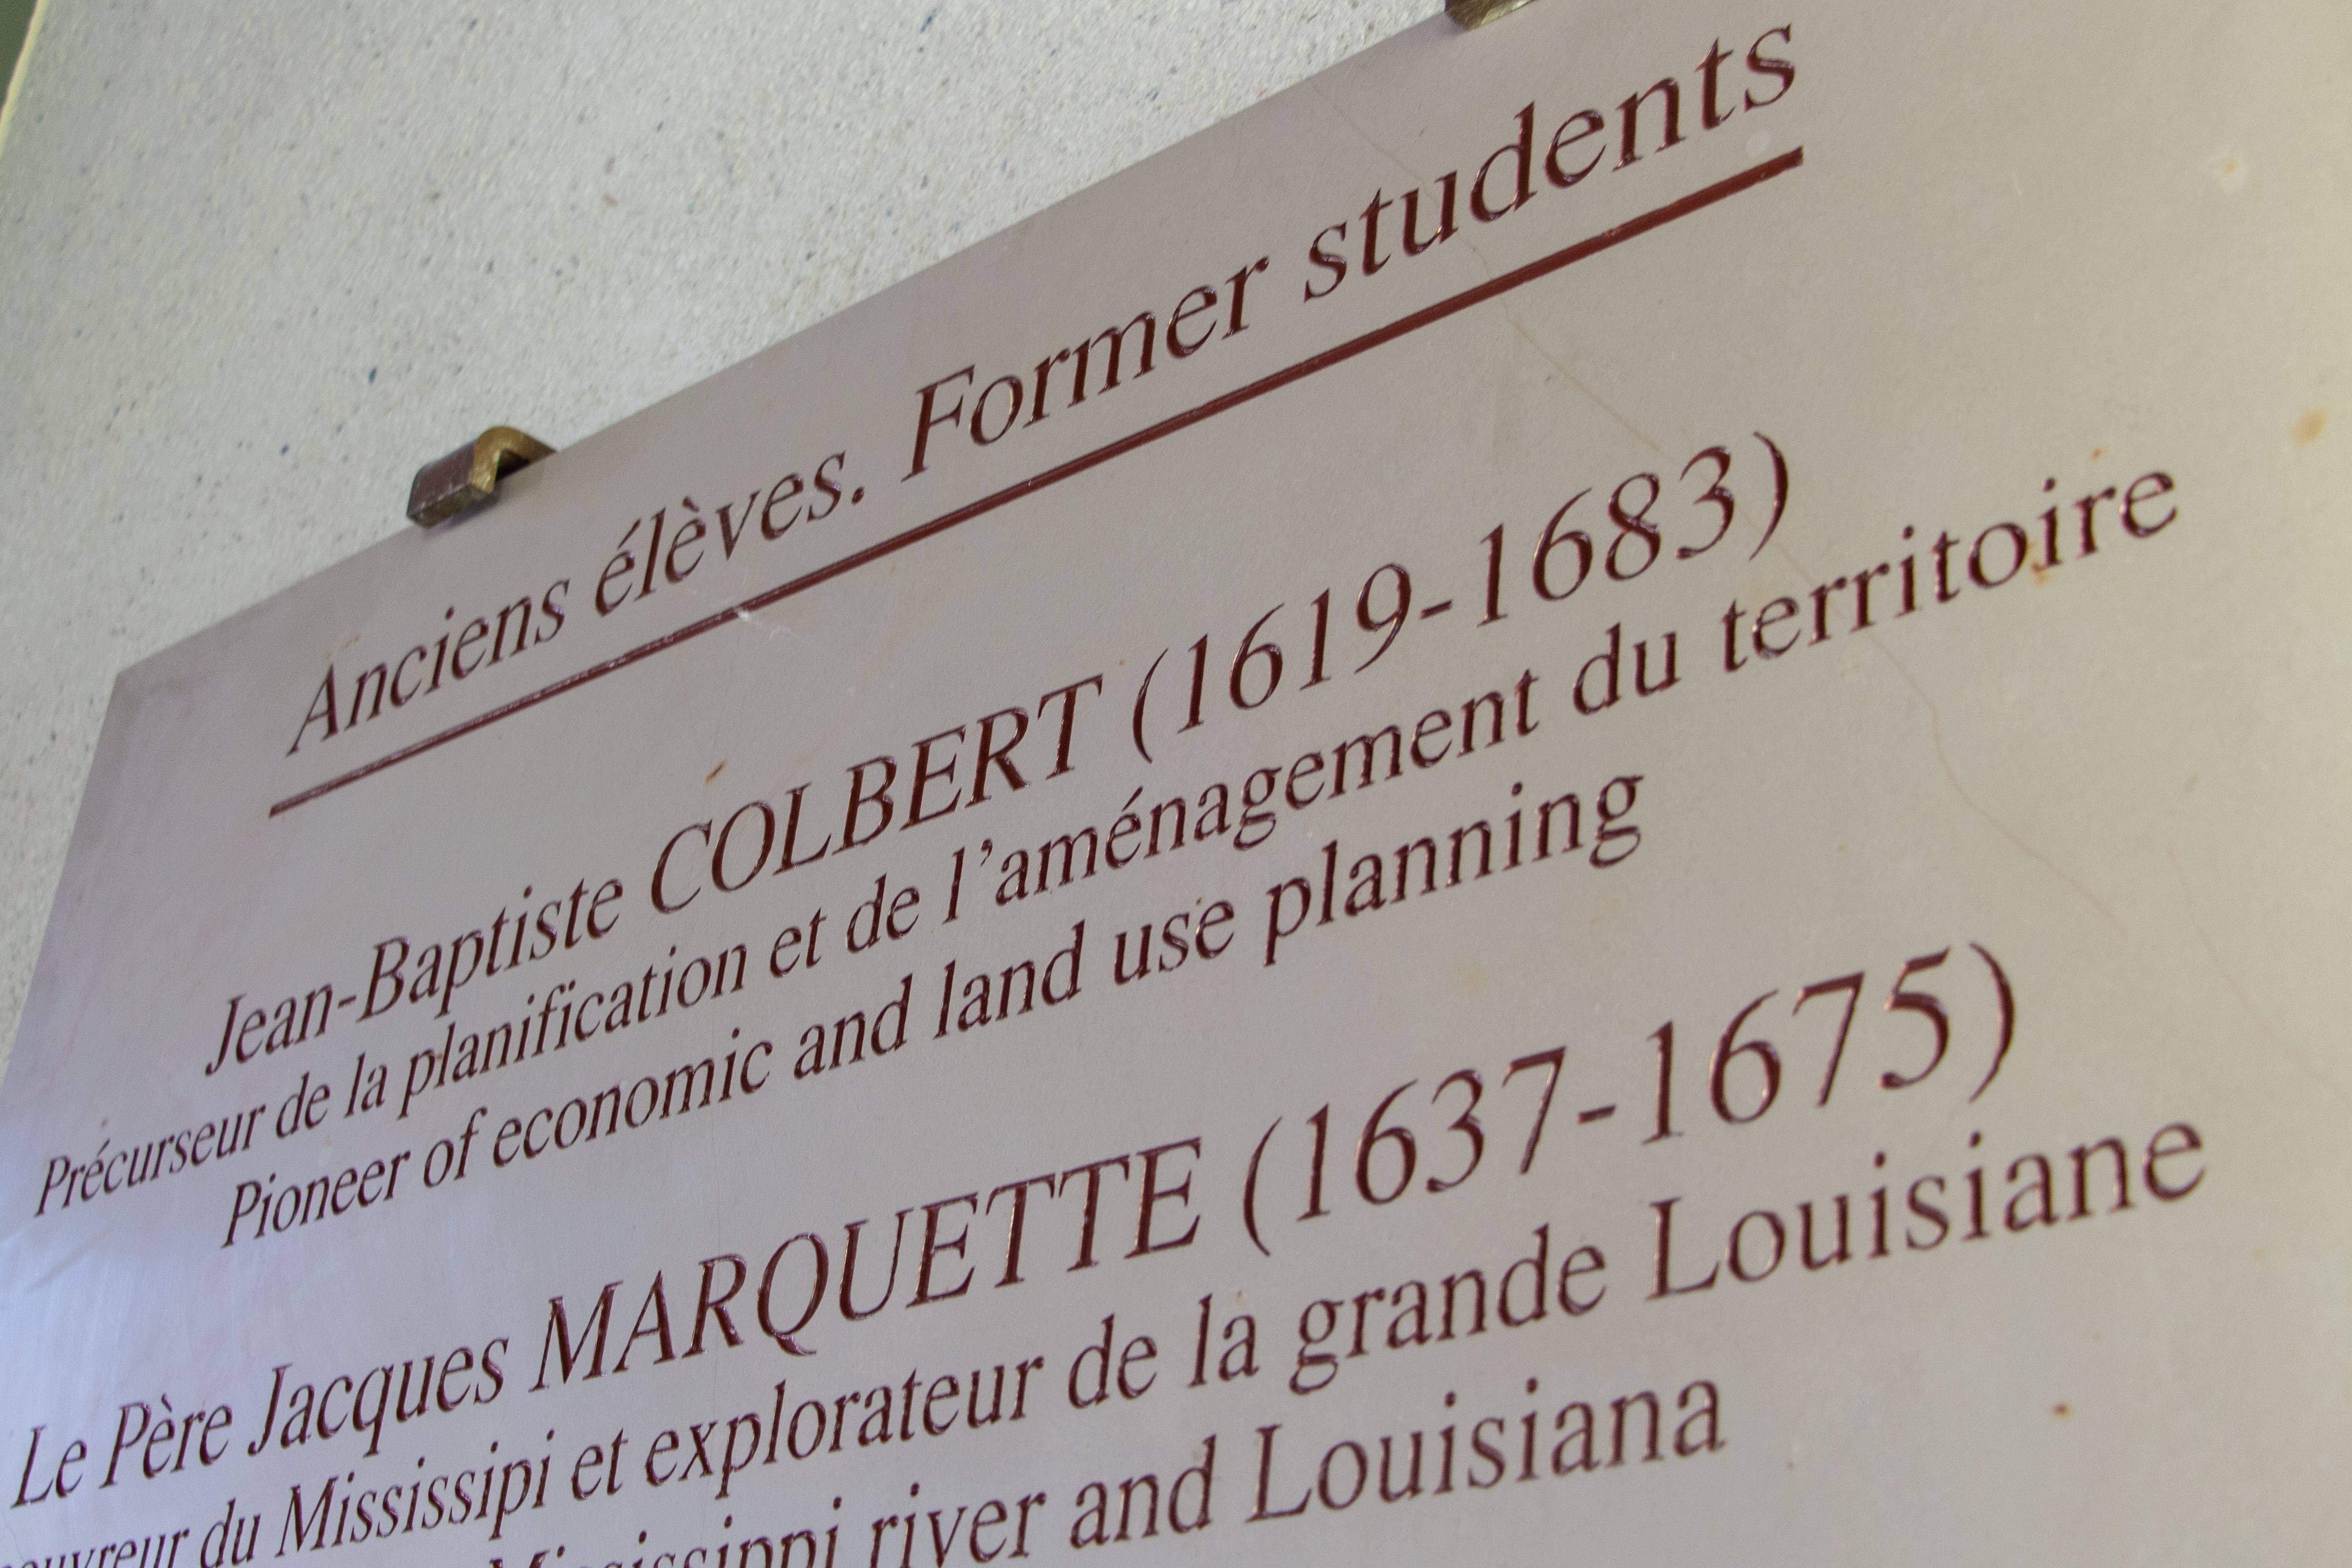 Anciens élèves. Former students
Jean-Baptiste COLBERT (1619-1683)
Précurseur de la planification et de l'aménagement du territoire
Pioneer of economic and land use planning
Le Père Jacques MARQUETTE (1637-1675)
du Mississipi et explorateur de la grande Louisiane
Mississippi river and Louisiana